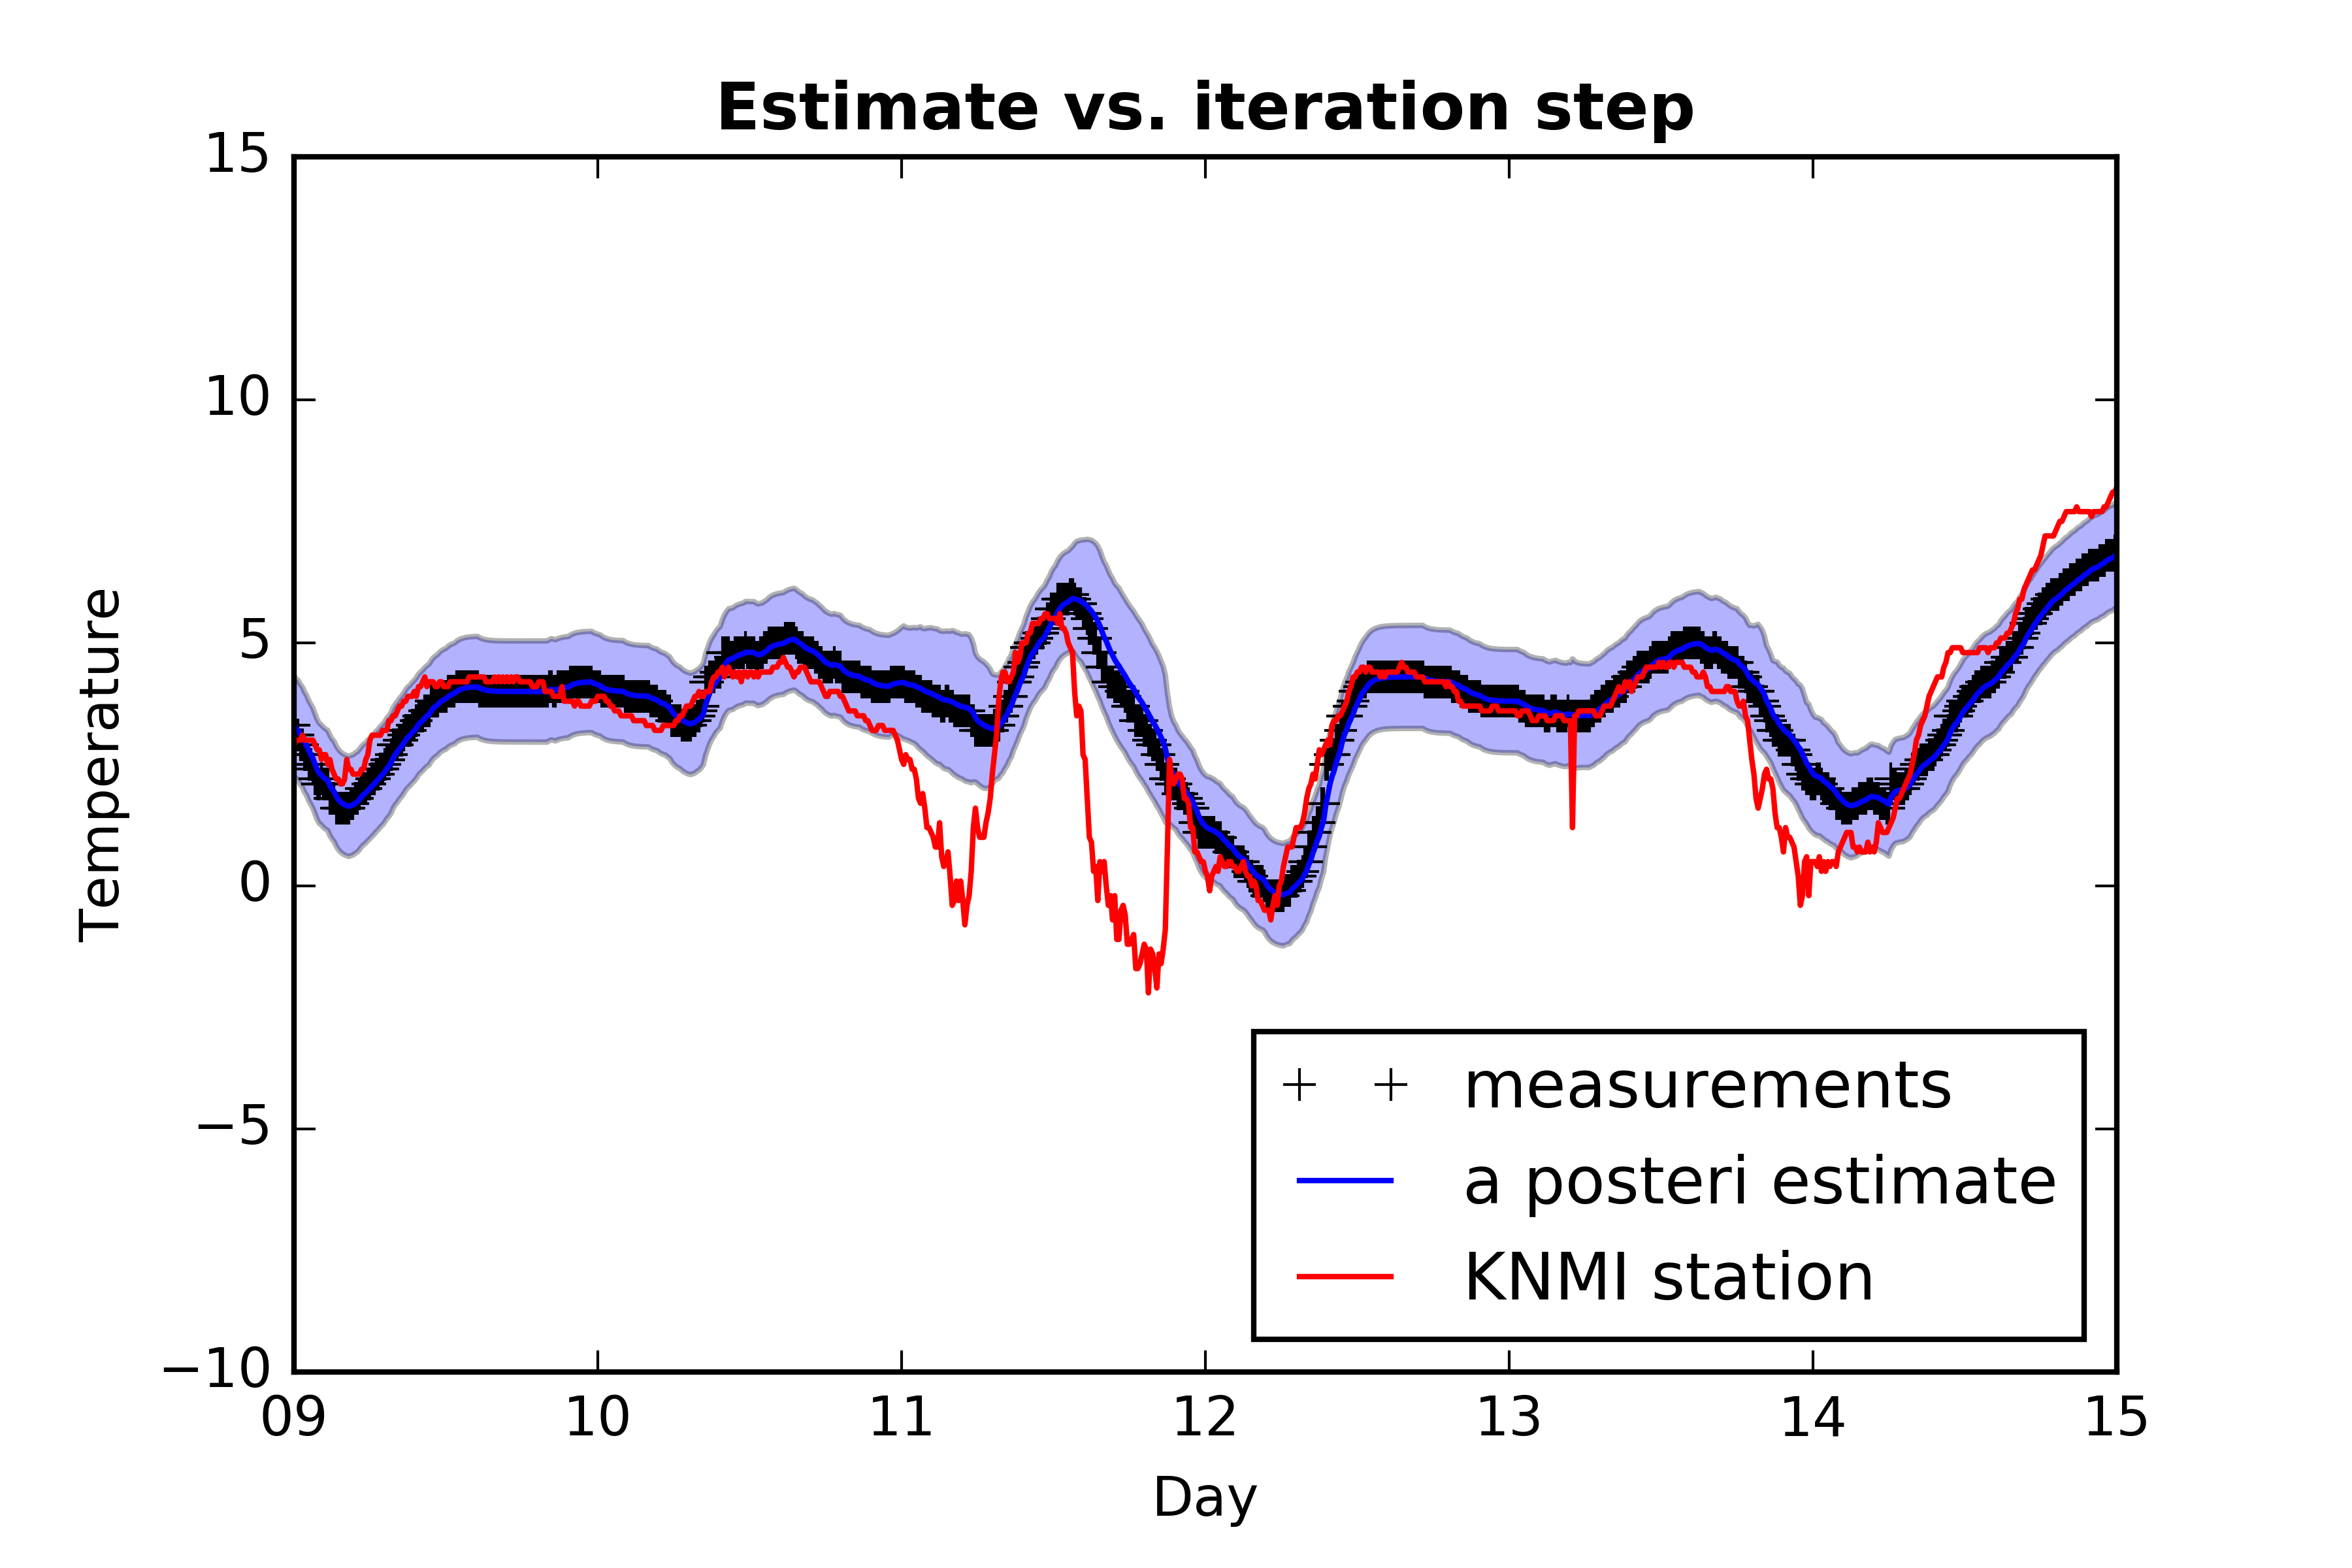 Estimate vs. iteration step
15
10
5
0
−5
−10
Temperature
measurements
a posteri estimate
KNMI station
09 10 11 12 13 14 15
Day